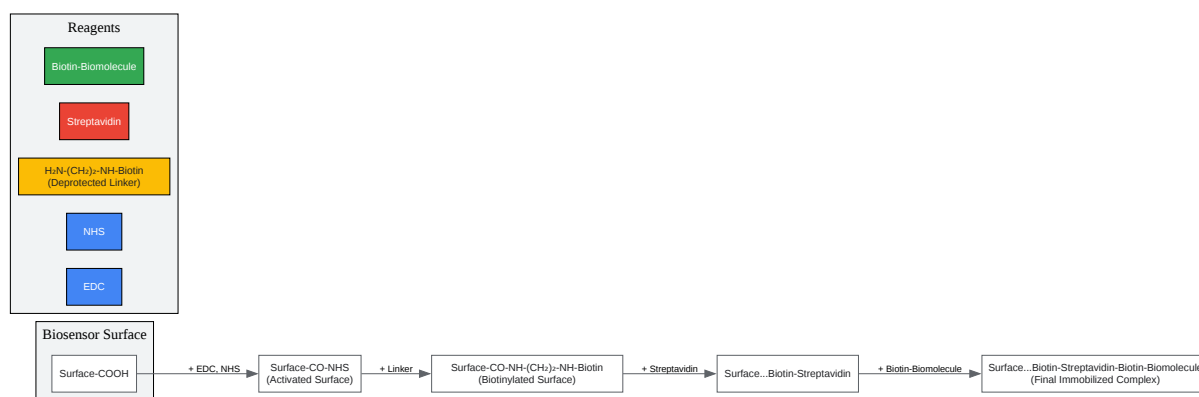 Reagents
Biotin-Biomolecule
Streptavidin
H₂N-(CH₂)₂-NH-Biotin
(Deprotected Linker)
NHS
EDC
Biosensor Surface
Surface-COOH
+ EDC, NHS
Surface-CO-NHS
(Activated Surface)
+ Linker
Surface-CO-NH-(CH₂)₂-NH-Biotin
(Biotinylated Surface)
+ Streptavidin
Surface...Biotin-Streptavidin
+ Biotin-Biomolecule
Surface...Biotin-Streptavidin-Biotin-Biomolecule
(Final Immobilized Complex)